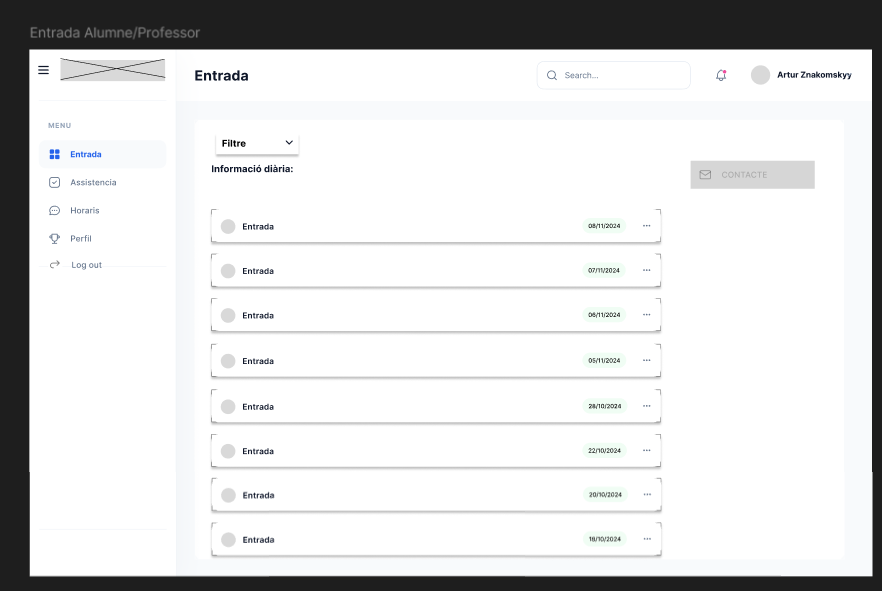 Entrada Alumne/Professor
Entrada
Search...
Artur Znakomskyy
MENU
Entrada
Assistencia
Horaris
Perfil
Log out
Filtre
Informació diària:
CONTACTE
Entrada 08/11/2024
Entrada 07/11/2024
Entrada 06/11/2024
Entrada 05/11/2024
Entrada 28/10/2024
Entrada 22/10/2024
Entrada 20/10/2024
Entrada 18/10/2024